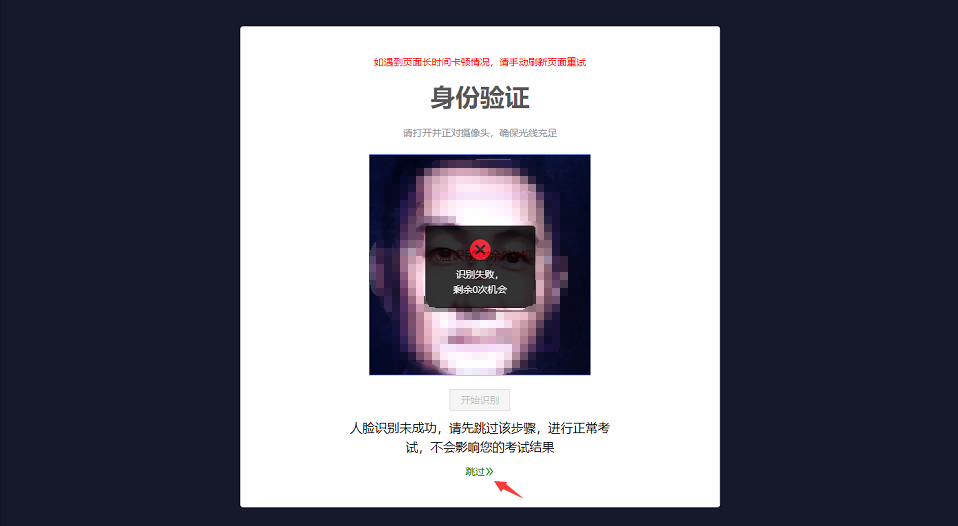 如遇到页面长时间卡顿情况，请手动刷新页面重试
身份验证
请打开并正对摄像头，确保光线充足
识别失败，
剩余0次机会
开始识别
人脸识别未成功，请先跳过该步骤，进行正常考
试，不会影响您的考试结果
跳过